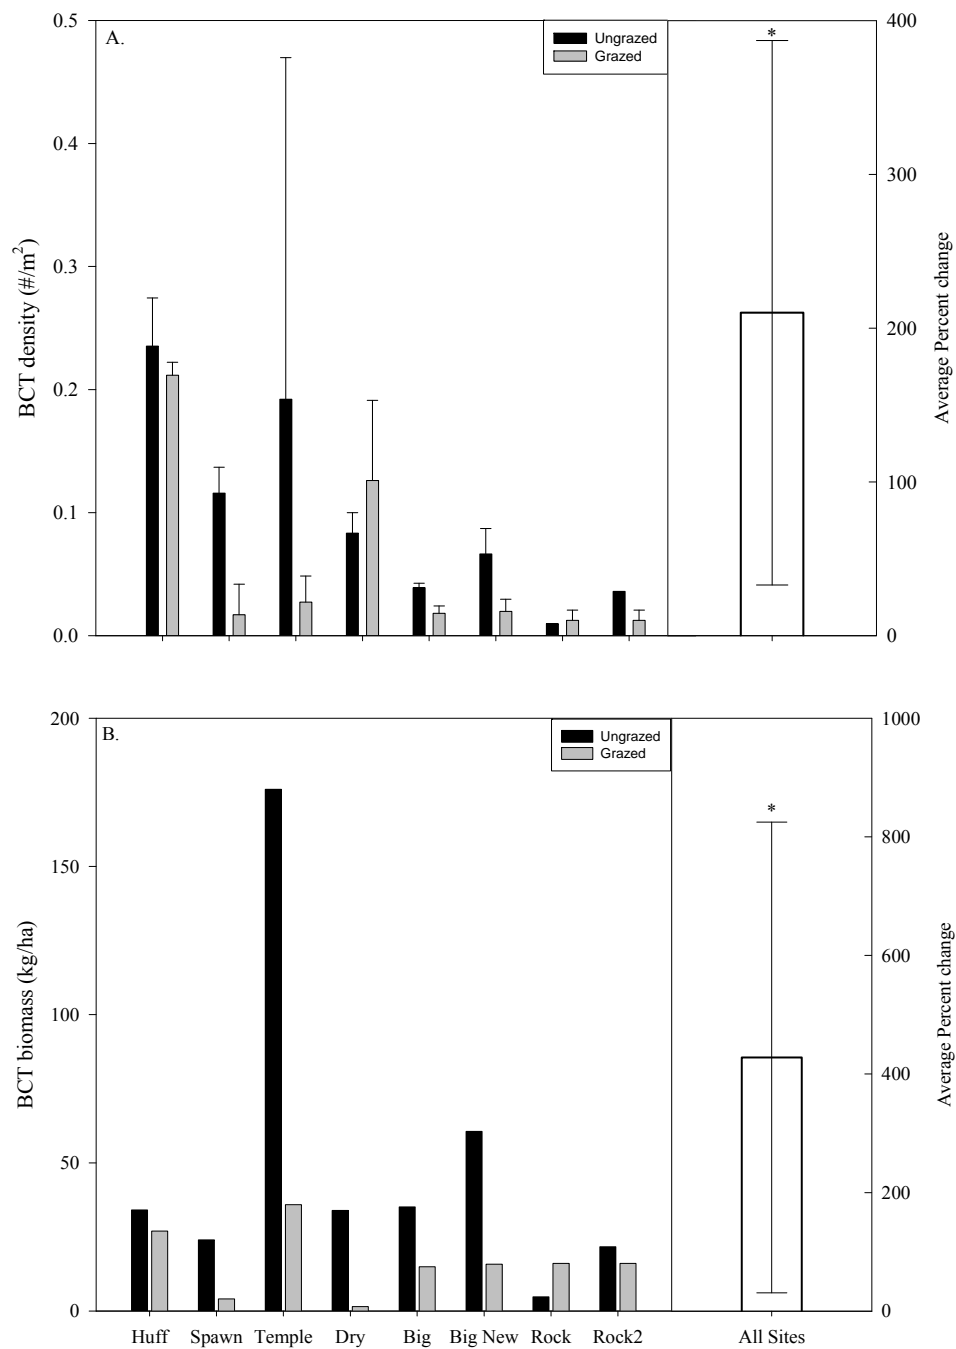 A.
Ungrazed
Grazed
*
0.5
0.4
0.3
0.2
0.1
0.0
BCT density (#/m²)
400
300
200
100
0
Average Percent change
B.
Ungrazed
Grazed
*
200
150
100
50
0
BCT biomass (kg/ha)
1000
800
600
400
200
0
Average Percent change
Huff Spawn Temple Dry Big Big New Rock Rock2 All Sites